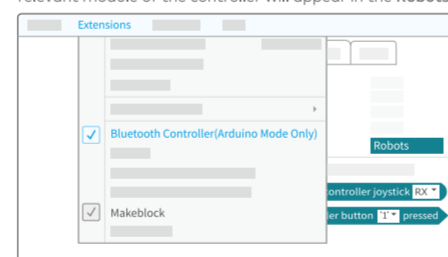 relevant module of the controller will appear in the Robots
Extensions
Bluetooth Controller(Arduino Mode Only)
Robots
ontroller joystick RX
Makeblock
ler button '1' pressed